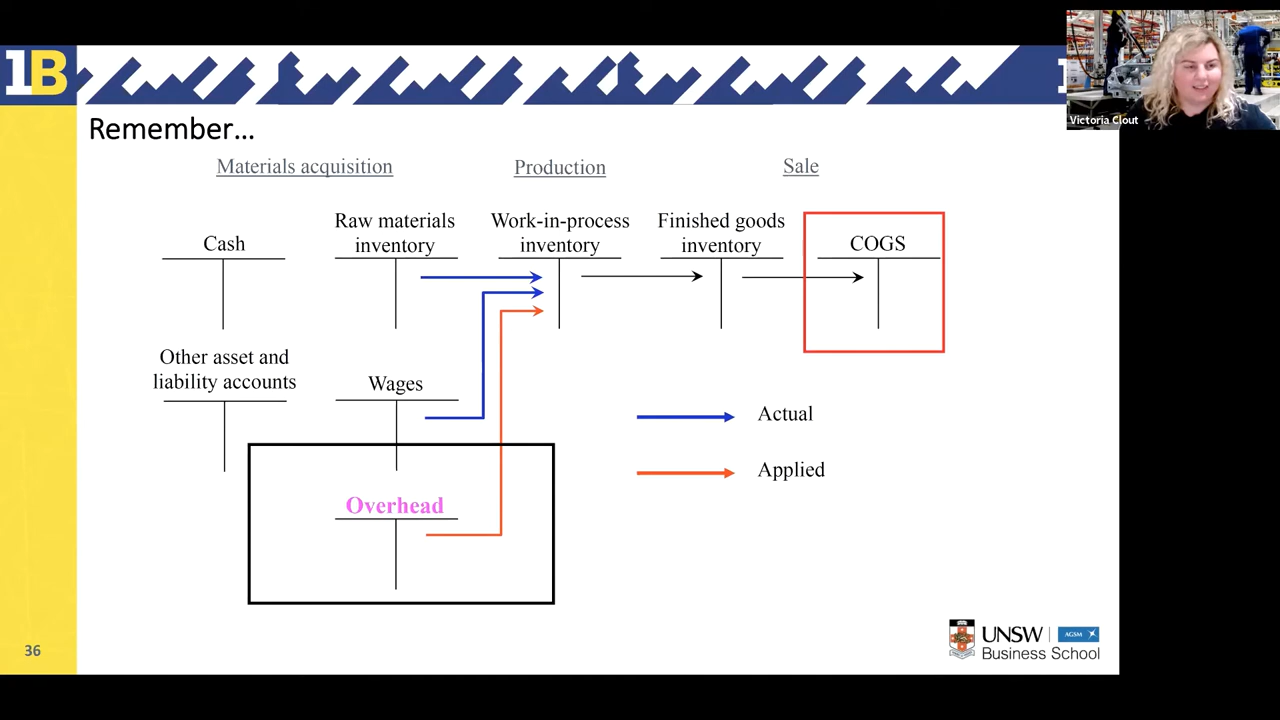 1B
1
Victoria Clout
Remember…
Materials acquisition
Production
Sale
Cash
Raw materials
inventory
Work-in-process
inventory
Finished goods
inventory
COGS
Other asset and
liability accounts
Wages
Actual
Applied
Overhead
36
UNSW
AGSM
Business School